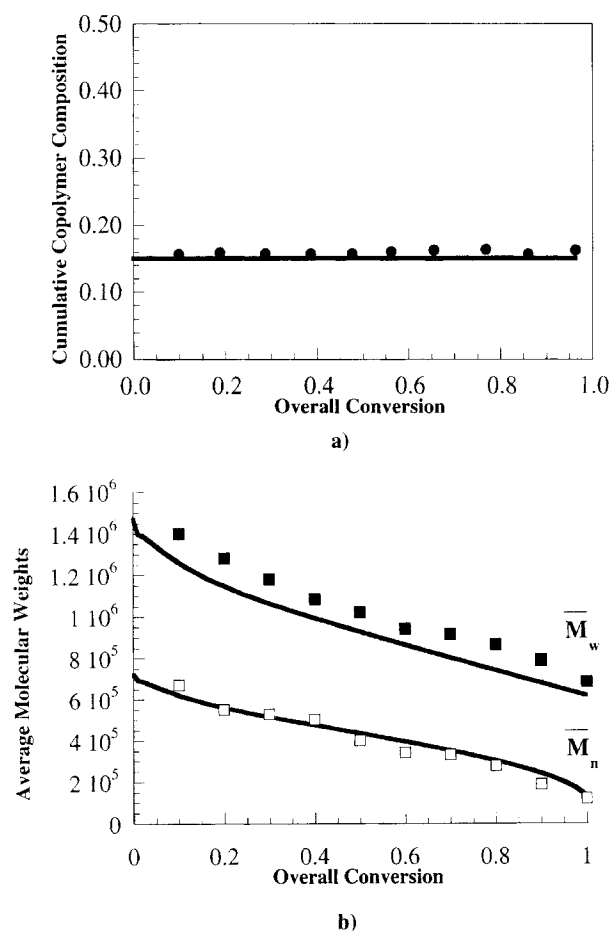 Cumulative Copolymer Composition
0.50
0.40
0.30
0.20
0.10
0.00
0.0 0.2 0.4 0.6 0.8 1.0
Overall Conversion
a)
Average Molecular Weights
1.6 10⁶
1.4 10⁶
1.2 10⁶
1 10⁶
8 10⁵
6 10⁵
4 10⁵
2 10⁵
0
M̅w
M̅n
0 0.2 0.4 0.6 0.8 1
Overall Conversion
b)